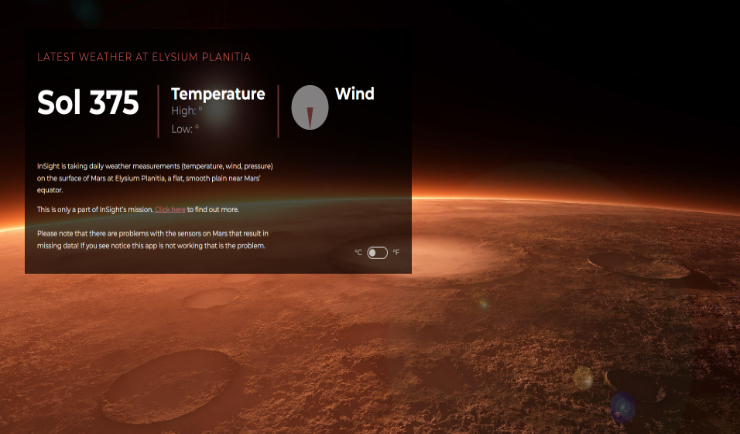 LATEST WEATHER AT ELYSIUM PLANITIA
Sol 375
Temperature
High: °
Low: °
Wind
InSight is taking daily weather measurements (temperature, wind, pressure)
on the surface of Mars at Elysium Planitia, a flat, smooth plain near Mars'
equator.
This is only a part of InSight's mission. Click here to find out more.
Please note that there are problems with the sensors on Mars that result in
missing data! If you see notice this app is not working that is the problem.
°C °F